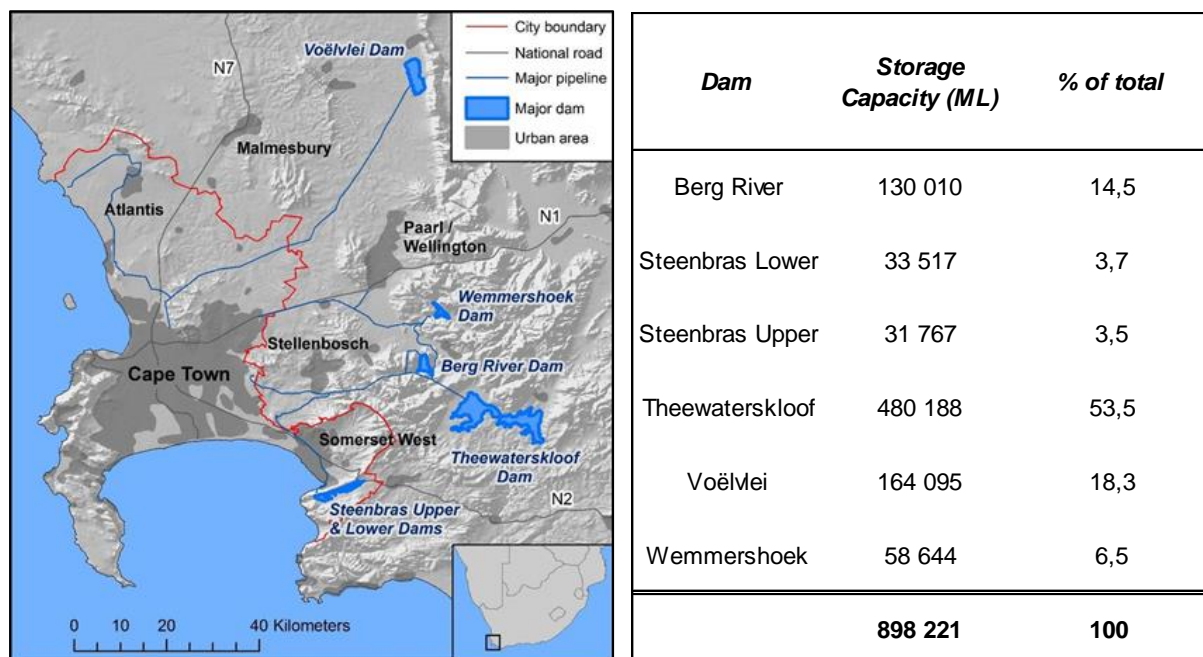 City boundary
National road
Major pipeline
Major dam
Urban area
Voëlvlei Dam
N7
Malmesbury
Atlantis
N1
Paarl /
Wellington
Wemmershoek
Dam
Stellenbosch
Berg River Dam
Cape Town
Somerset West
Theewaterskloof
Dam
N2
Steenbras Upper
& Lower Dams
0 10 20 40 Kilometers
Dam Storage Capacity (ML) % of total
Berg River 130 010 14,5
Steenbras Lower 33 517 3,7
Steenbras Upper 31 767 3,5
Theewaterskloof 480 188 53,5
Voëlvlei 164 095 18,3
Wemmershoek 58 644 6,5
898 221 100